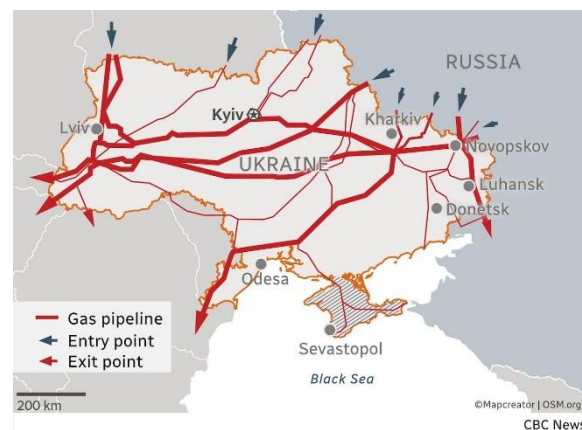 RUSSIA
Kyiv
Lviv
Kharkiv
Novopskov
UKRAINE
Luhansk
Donetsk
Odesa
Gas pipeline
Entry point
Exit point
Sevastopol
Black Sea
200 km
©Mapcreator | OSM.org
CBC News